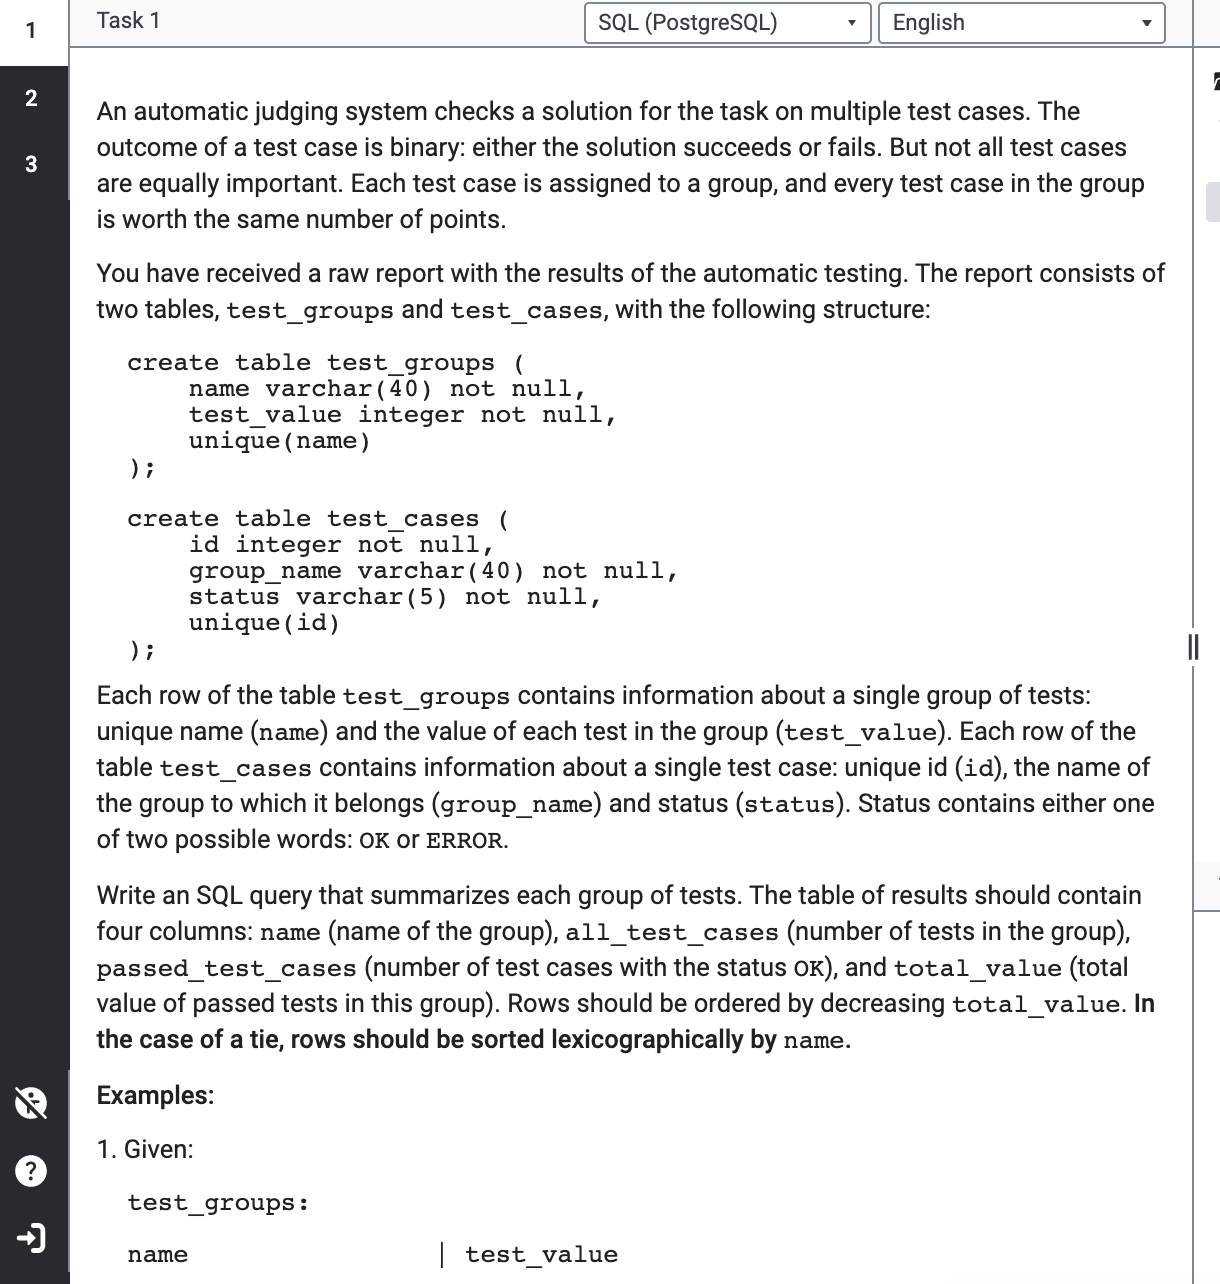 1
Task 1
SQL (PostgreSQL)
English
2
3
An automatic judging system checks a solution for the task on multiple test cases. The
outcome of a test case is binary: either the solution succeeds or fails. But not all test cases
are equally important. Each test case is assigned to a group, and every test case in the group
is worth the same number of points.
You have received a raw report with the results of the automatic testing. The report consists of
two tables, test_groups and test_cases, with the following structure:
create table test_groups (
name varchar(40) not null,
test_value integer not null,
unique(name)
);
create table test_cases (
id integer not null,
group_name varchar(40) not null,
status varchar(5) not null,
unique(id)
);
Each row of the table test_groups contains information about a single group of tests:
unique name (name) and the value of each test in the group (test_value). Each row of the
table test_cases contains information about a single test case: unique id (id), the name of
the group to which it belongs (group_name) and status (status). Status contains either one
of two possible words: OK or ERROR.
Write an SQL query that summarizes each group of tests. The table of results should contain
four columns: name (name of the group), all_test_cases (number of tests in the group),
passed_test_cases (number of test cases with the status OK), and total_value (total
value of passed tests in this group). Rows should be ordered by decreasing total_value. In
the case of a tie, rows should be sorted lexicographically by name.
Examples:
1. Given:
test_groups:
name | test_value